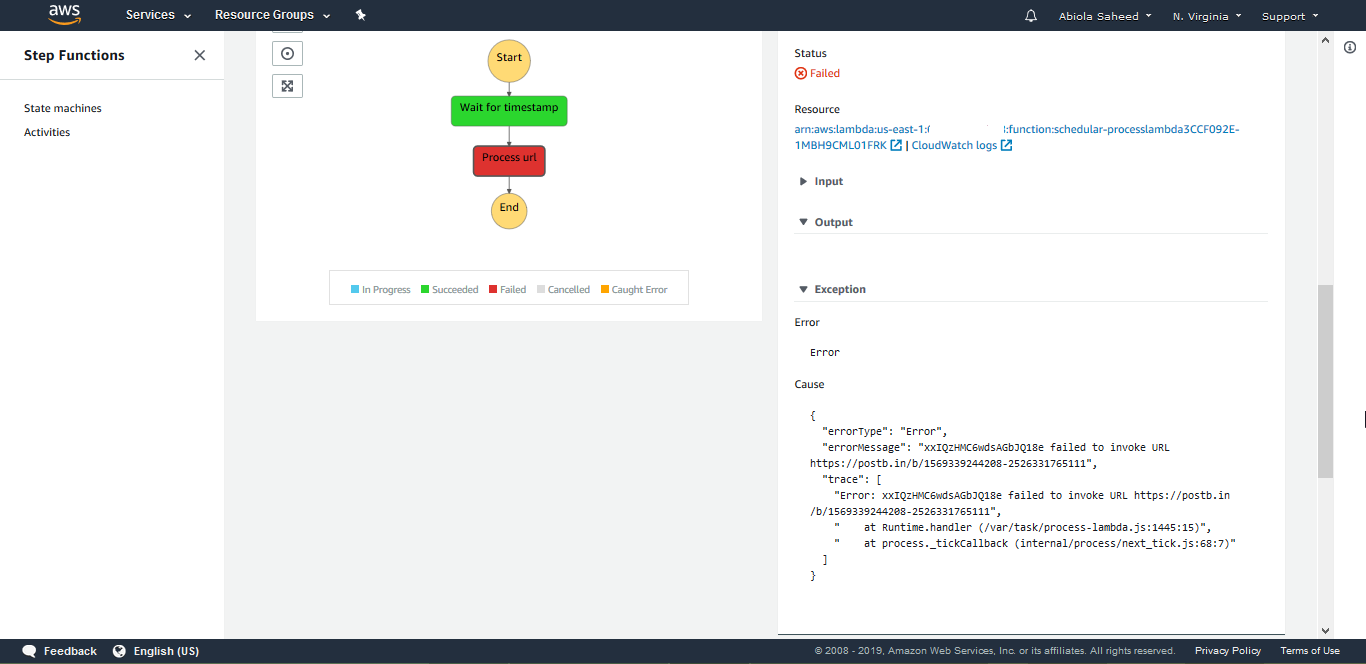 aws
Services
Resource Groups
Abiola Saheed
N. Virginia
Support
Step Functions
State machines
Activities
Start
Wait for timestamp
Process url
End
In Progress
Succeeded
Failed
Cancelled
Caught Error
Status
Failed
Resource
arn:aws:lambda:us-east-1: :function:schedular-processlambda3CCF092E-
1MBH9CML01FRK | CloudWatch logs
Input
Output
Exception
Error
Error
Cause
{
"errorType": "Error",
"errorMessage": "xxIQzHMC6wdsAGbJQ18e failed to invoke URL
https://postb.in/b/1569339244208-2526331765111",
"trace": [
"Error: xxIQzHMC6wdsAGbJQ18e failed to invoke URL https://postb.in
/b/1569339244208-2526331765111",
"    at Runtime.handler (/var/task/process-lambda.js:1445:15)",
"    at process._tickCallback (internal/process/next_tick.js:68:7)"
]
}
Feedback
English (US)
© 2008 - 2019, Amazon Web Services, Inc. or its affiliates. All rights reserved.
Privacy Policy
Terms of Use